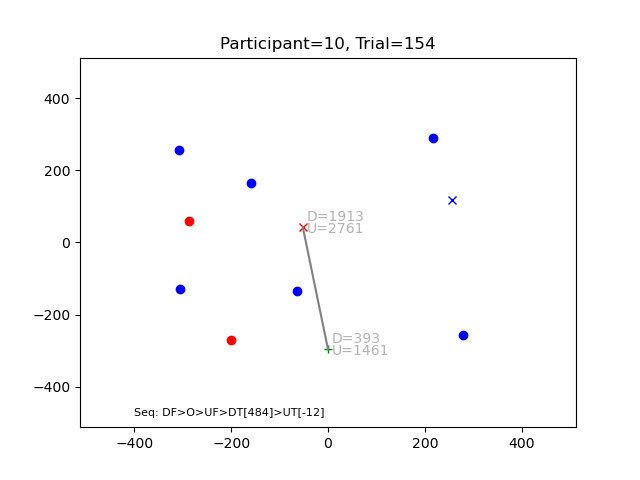 Participant=10, Trial=154
400
200
0
−200
−400
D=1913
U=2761
D=393
U=1461
Seq: DF>O>UF>DT[484]>UT[-12]
−400 −200 0 200 400